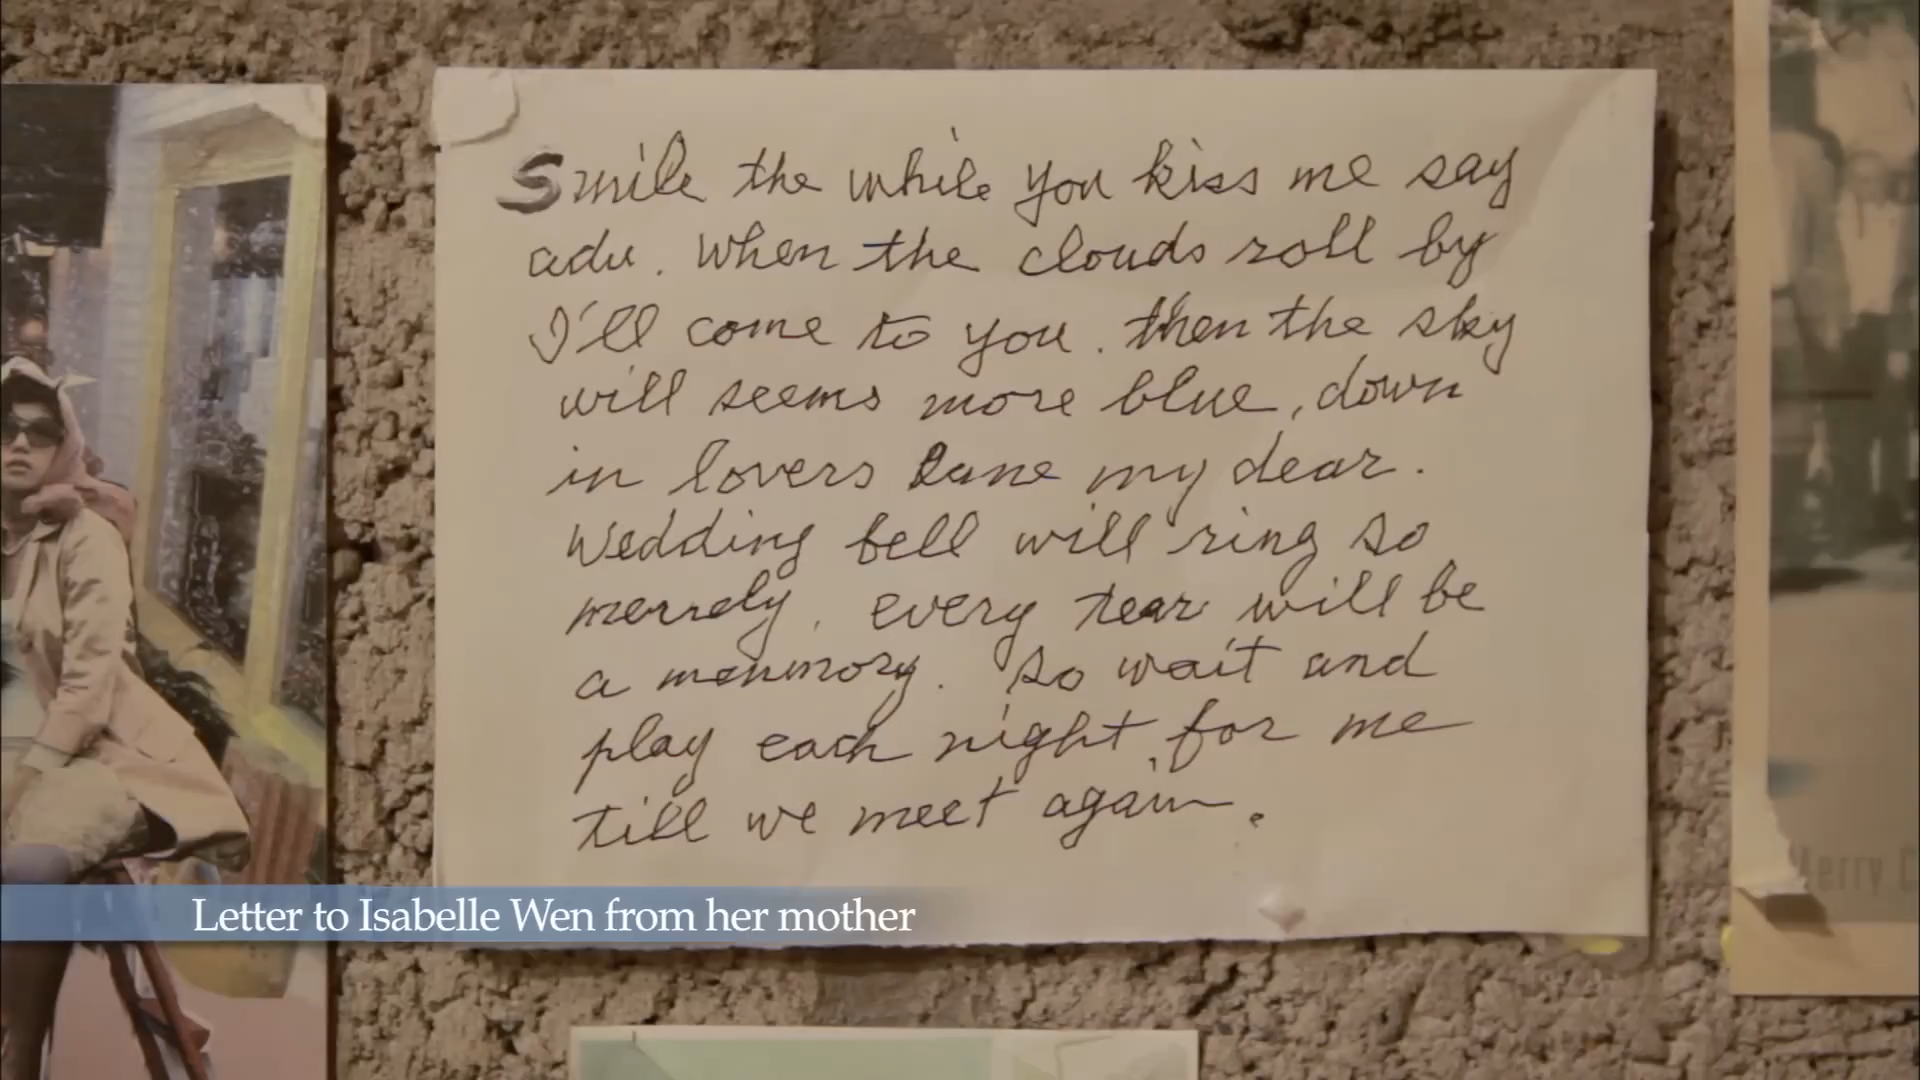 Smile the while you kiss me say
adu. When the clouds roll by
I'll come to you. then the sky
will seems more blue, down
in lovers Lane my dear.
Wedding bell will ring so
merrely, every tear will be
a menmory. So wait and
play each night for me
till we meet again.
Letter to Isabelle Wen from her mother